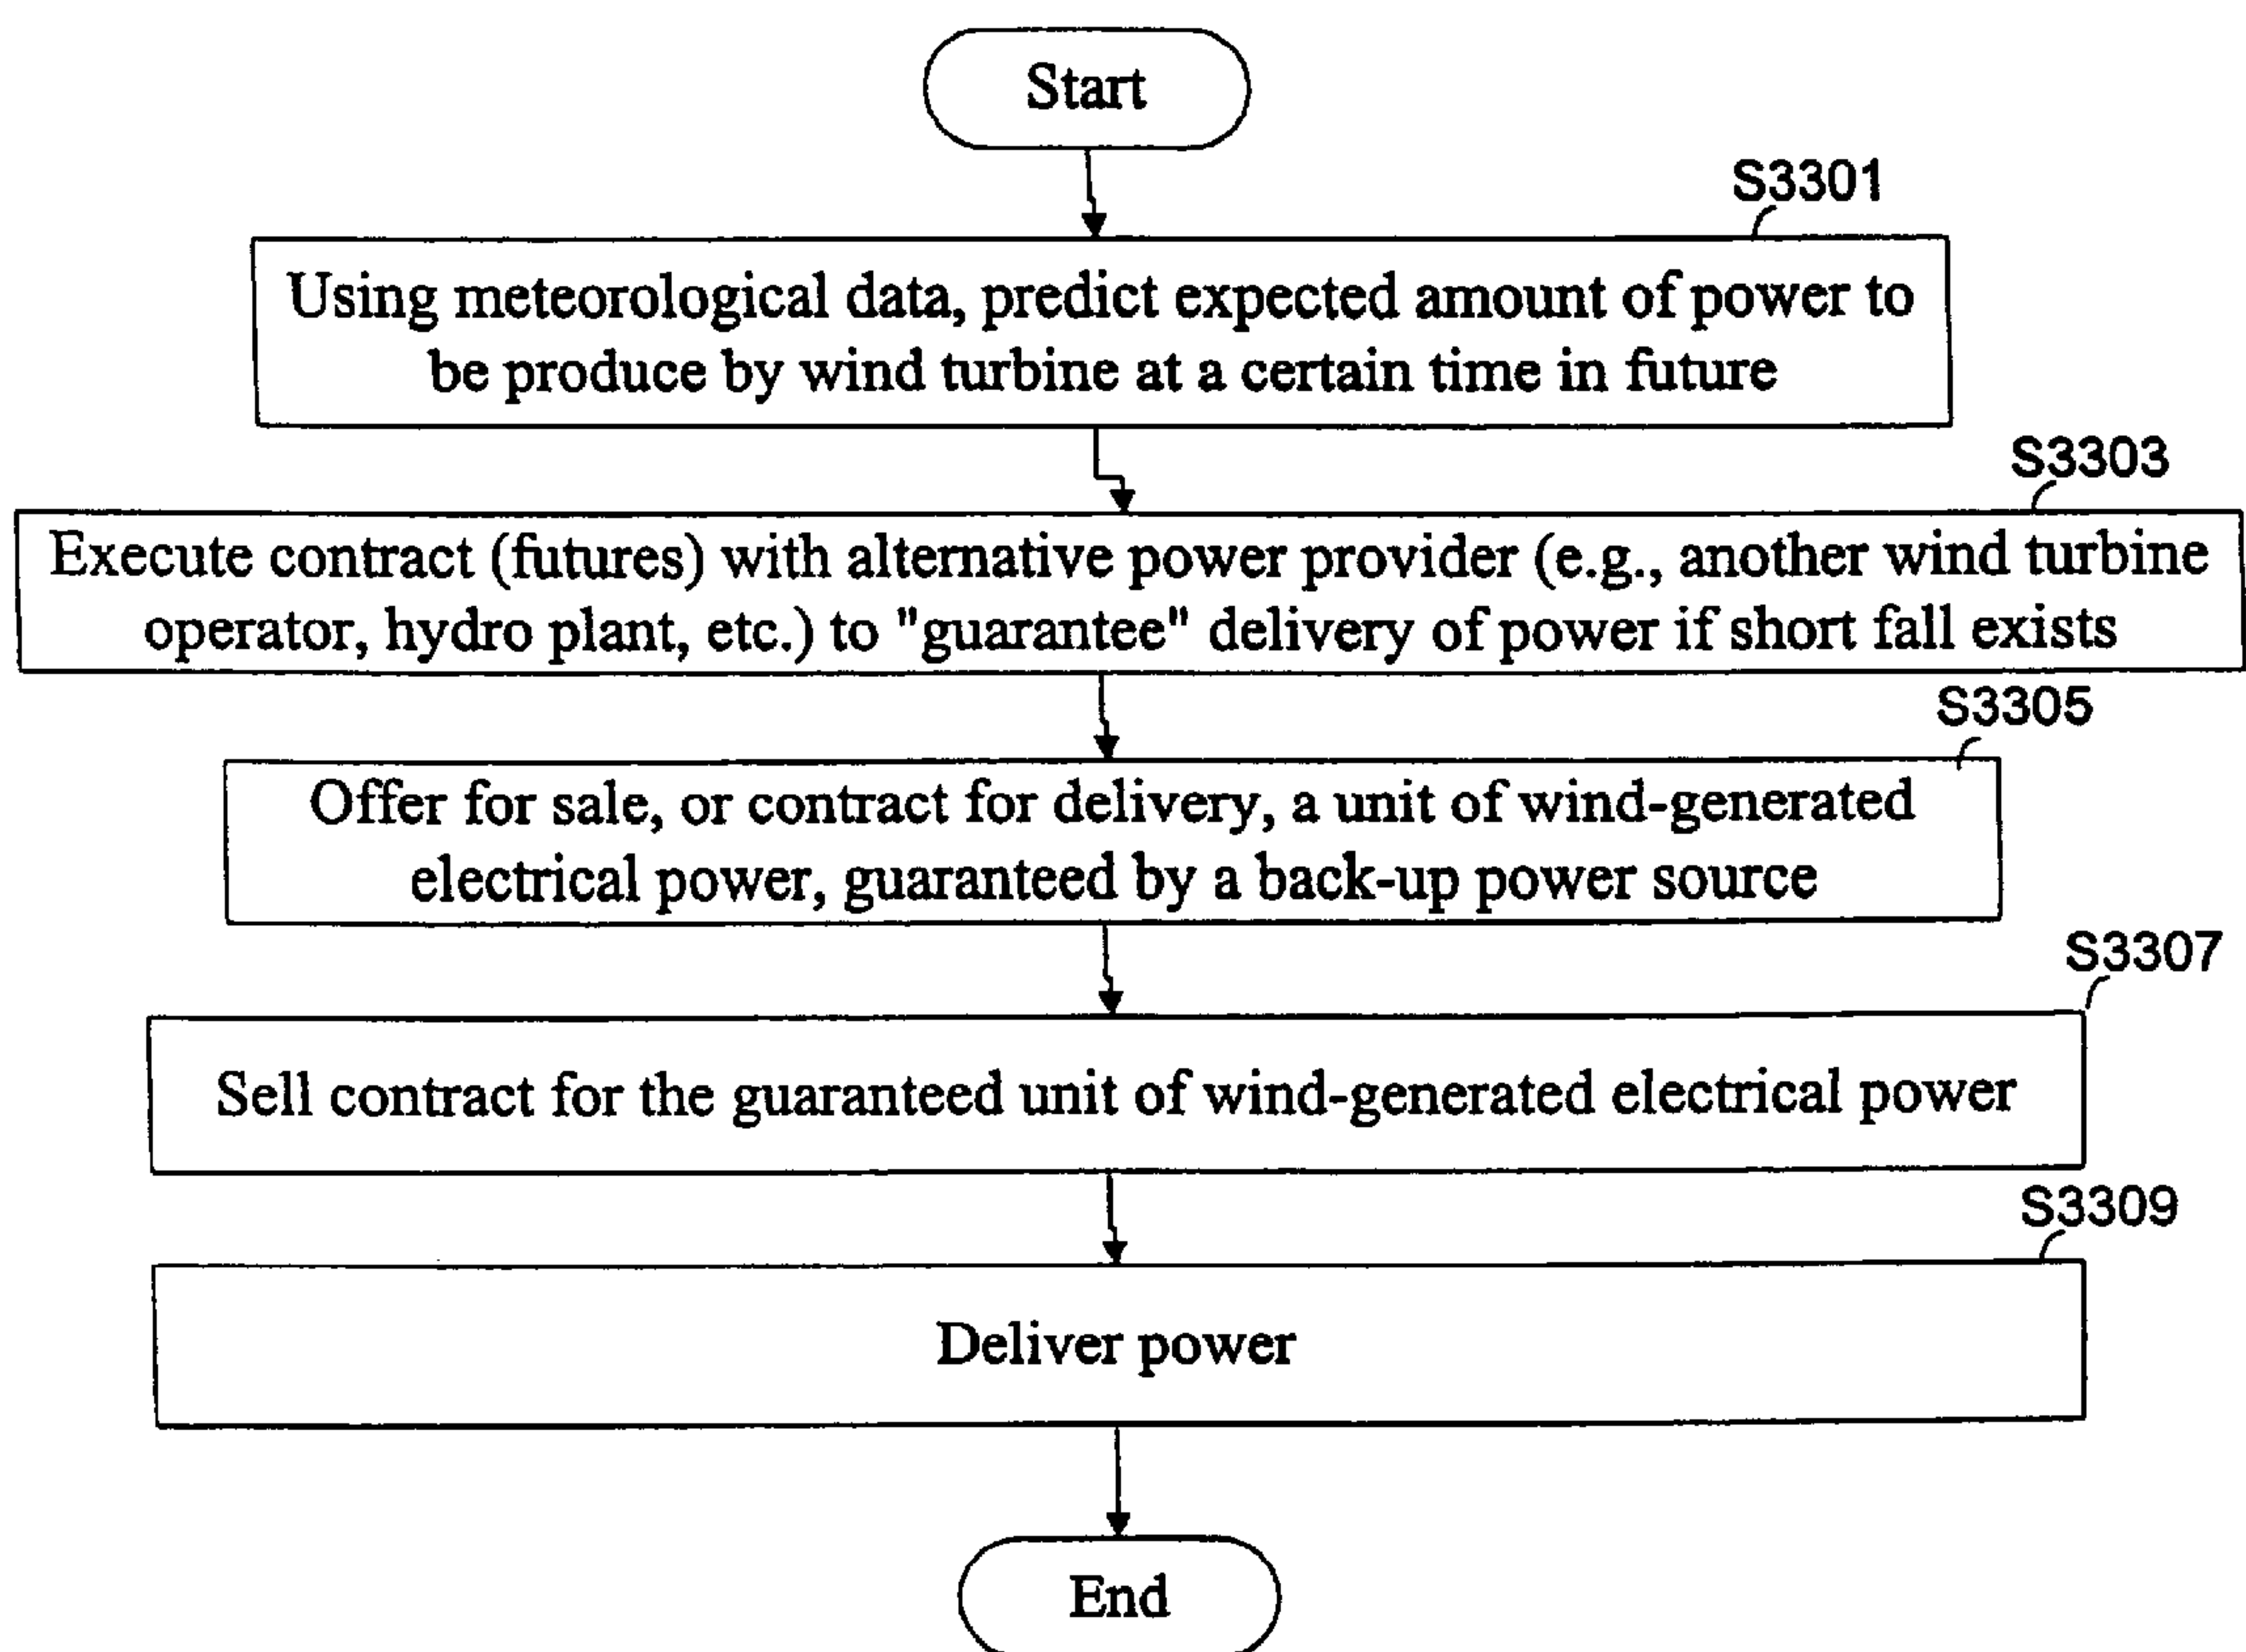 Start
S3301
Using meteorological data, predict expected amount of power to
be produce by wind turbine at a certain time in future
S3303
Execute contract (futures) with alternative power provider (e.g., another wind turbine
operator, hydro plant, etc.) to "guarantee" delivery of power if short fall exists
S3305
Offer for sale, or contract for delivery, a unit of wind-generated
electrical power, guaranteed by a back-up power source
S3307
Sell contract for the guaranteed unit of wind-generated electrical power
S3309
Deliver power
End